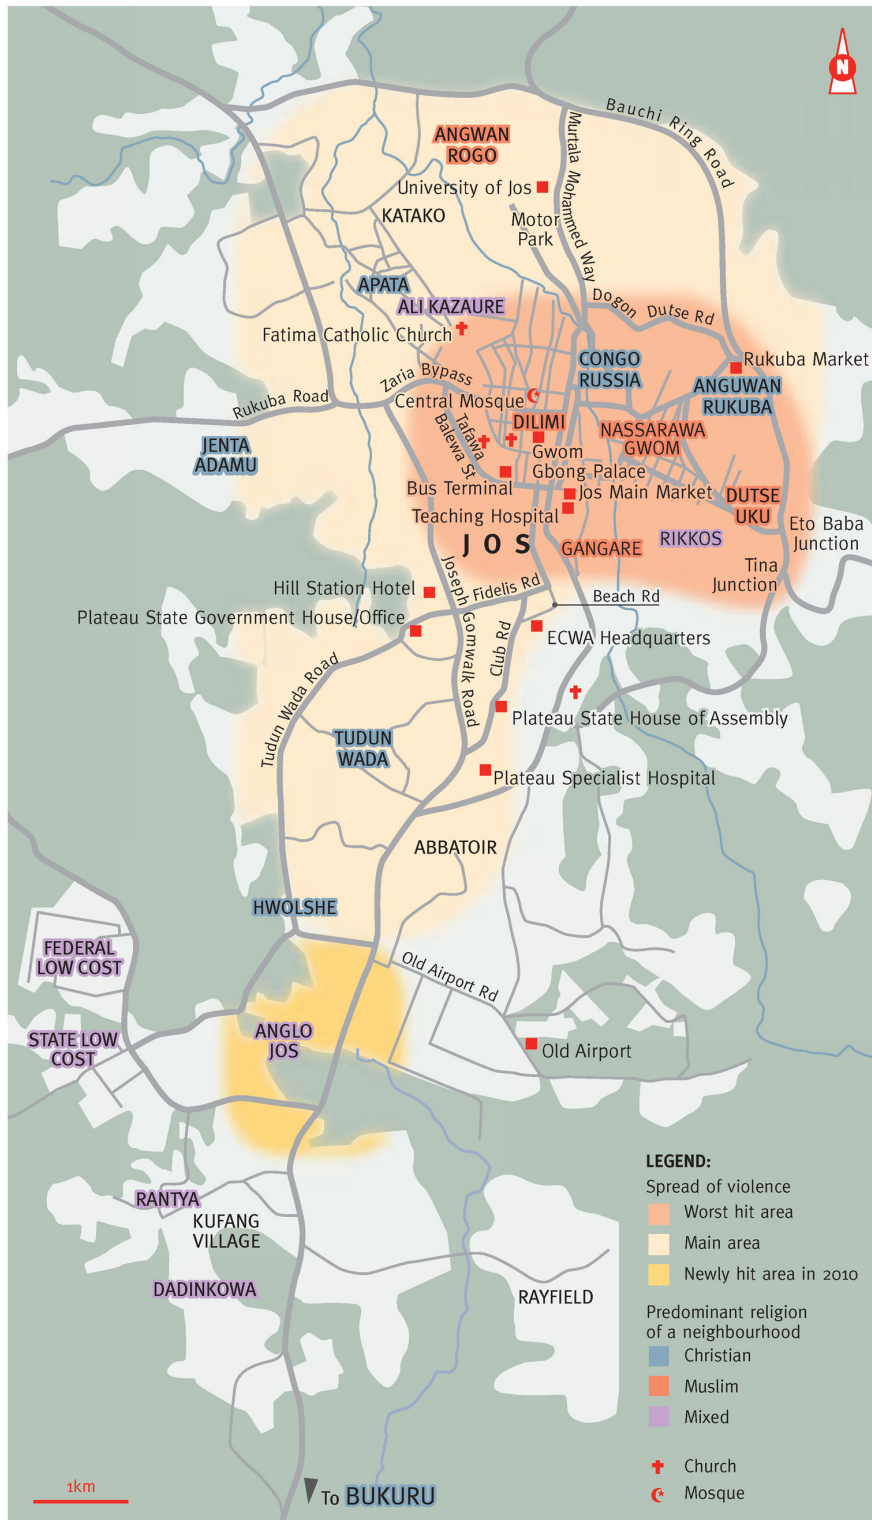 N
Bauchi Ring Road
ANGWAN
ROGO
Murtala Mohammed Way
University of Jos
KATAKO
Motor
Park
APATA
ALI KAZAURE
Dogon Dutse Rd
Fatima Catholic Church
CONGO
RUSSIA
Rukuba Market
Zaria Bypass
ANGUWAN
RUKUBA
Rukuba Road
Central Mosque
DILIMI
Tafawa
Balewa St
NASSARAWA
GWOM
JENTA
ADAMU
Gwom
Gbong Palace
Bus Terminal
Jos Main Market
DUTSE
UKU
Teaching Hospital
Eto Baba
Junction
JOS
GANGARE
RIKKOS
Tina
Junction
Joseph Gomwalk Road
Hill Station Hotel
Fidelis Rd
Beach Rd
Plateau State Government House/Office
Club Rd
ECWA Headquarters
Tudun Wada Road
Plateau State House of Assembly
TUDUN
WADA
Plateau Specialist Hospital
ABBATOIR
HWOLSHE
FEDERAL
LOW COST
Old Airport Rd
STATE LOW
COST
ANGLO
JOS
Old Airport
RANTYA
KUFANG
VILLAGE
DADINKOWA
RAYFIELD
LEGEND:
Spread of violence
Worst hit area
Main area
Newly hit area in 2010
Predominant religion
of a neighbourhood
Christian
Muslim
Mixed
Church
Mosque
1km
To BUKURU